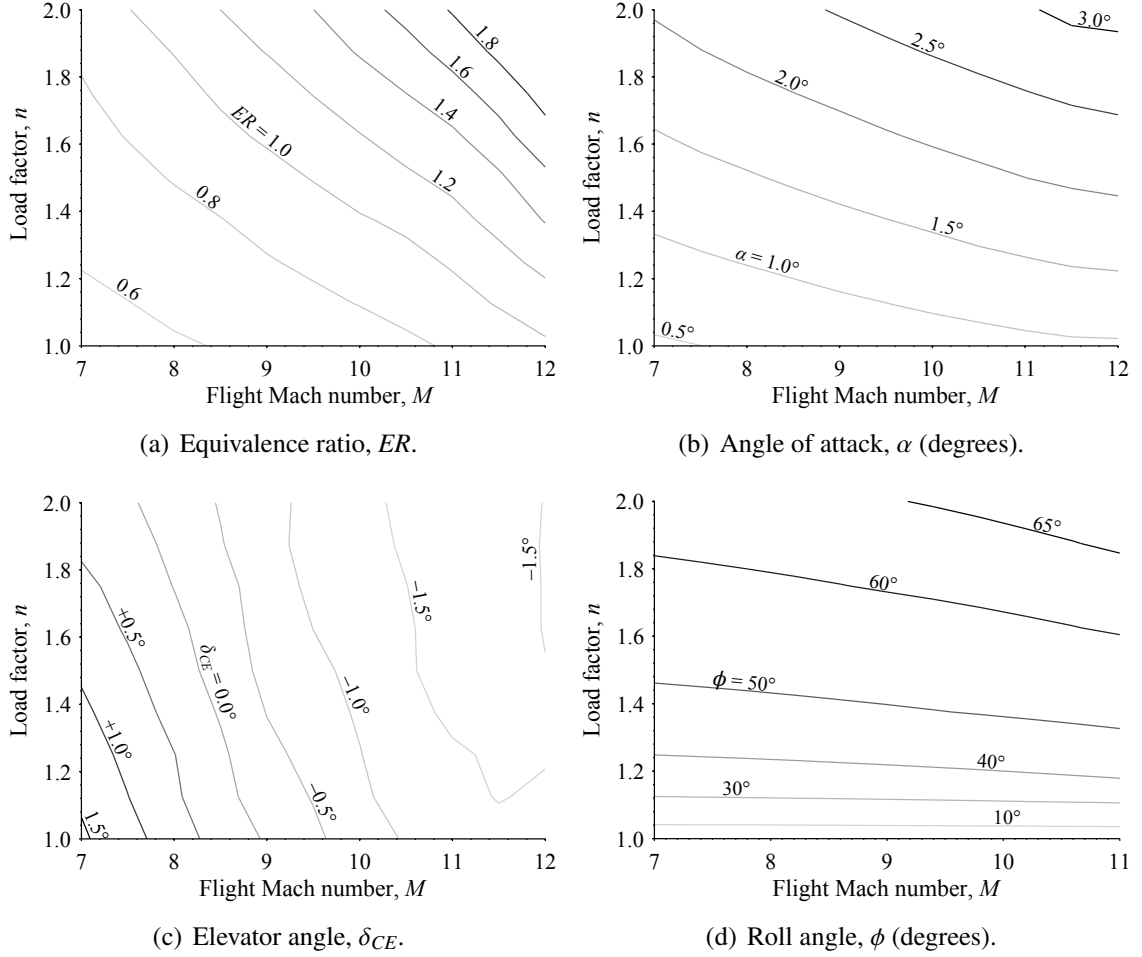 2.0
1.8
1.6
1.4
1.2
1.0
Load factor, n
1.8
1.6
1.4
ER = 1.0
1.2
0.8
0.6
7 8 9 10 11 12
Flight Mach number, M
(a) Equivalence ratio, ER.
2.0
1.8
1.6
1.4
1.2
1.0
Load factor, n
3.0°
2.5°
2.0°
1.5°
α = 1.0°
0.5°
7 8 9 10 11 12
Flight Mach number, M
(b) Angle of attack, α (degrees).
2.0
1.8
1.6
1.4
1.2
1.0
Load factor, n
−1.5°
−1.5°
+0.5°
δCE = 0.0°
−1.0°
+1.0°
−0.5°
1.5°
7 8 9 10 11 12
Flight Mach number, M
(c) Elevator angle, δCE.
2.0
1.8
1.6
1.4
1.2
1.0
Load factor, n
65°
60°
ϕ = 50°
40°
30°
10°
7 8 9 10 11
Flight Mach number, M
(d) Roll angle, ϕ (degrees).